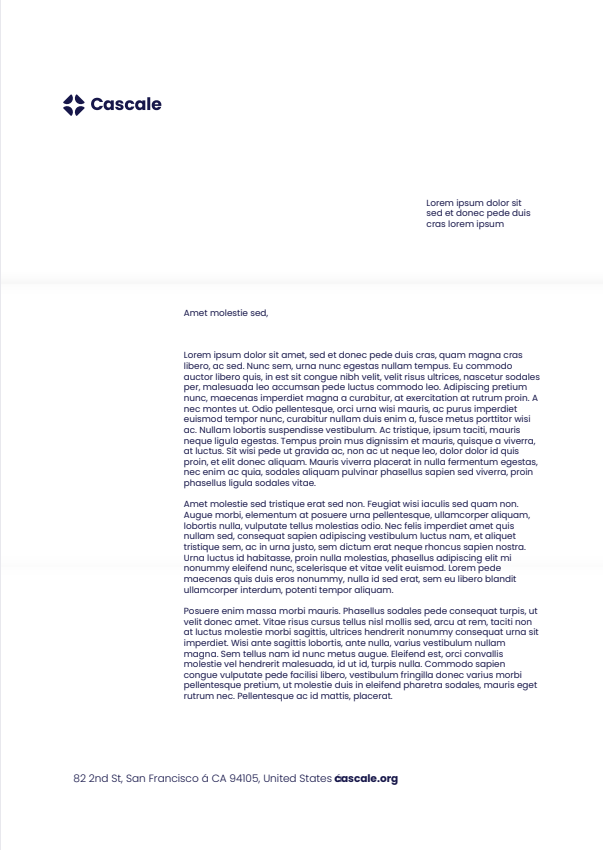 Cascale
Lorem ipsum dolor sit
sed et donec pede duis
cras lorem ipsum
Amet molestie sed,
Lorem ipsum dolor sit amet, sed et donec pede duis cras, quam magna cras
libero, ac sed. Nunc sem, urna nunc egestas nullam tempus. Eu commodo
auctor libero quis, in est sit congue nibh velit, velit risus ultrices, nascetur sodales
per, malesuada leo accumsan pede luctus commodo leo. Adipiscing pretium
nunc, maecenas imperdiet magna a curabitur, at exercitation at rutrum proin. A
nec montes ut. Odio pellentesque, orci urna wisi mauris, ac purus imperdiet
euismod tempor nunc, curabitur nullam duis enim a, fusce metus porttitor wisi
ac. Nullam lobortis suspendisse vestibulum. Ac tristique, ipsum taciti, mauris
neque ligula egestas. Tempus proin mus dignissim et mauris, quisque a viverra,
at luctus. Sit wisi pede ut gravida ac, non ac ut neque leo, dolor dolor id quis
proin, et elit donec aliquam. Mauris viverra placerat in nulla fermentum egestas,
nec enim ac quia, sodales aliquam pulvinar phasellus sapien sed viverra, proin
phasellus ligula sodales vitae.
Amet molestie sed tristique erat sed non. Feugiat wisi iaculis sed quam non.
Augue morbi, elementum at posuere urna pellentesque, ullamcorper aliquam,
lobortis nulla, vulputate tellus molestias odio. Nec felis imperdiet amet quis
nullam sed, consequat sapien adipiscing vestibulum luctus nam, et aliquet
tristique sem, ac in urna justo, sem dictum erat neque rhoncus sapien nostra.
Urna luctus id habitasse, proin nulla molestias, phasellus adipiscing elit mi
nonummy eleifend nunc, scelerisque et vitae velit euismod. Lorem pede
maecenas quis duis eros nonummy, nulla id sed erat, sem eu libero blandit
ullamcorper interdum, potenti tempor aliquam.
Posuere enim massa morbi mauris. Phasellus sodales pede consequat turpis, ut
velit donec amet. Vitae risus cursus tellus nisl mollis sed, arcu at rem, taciti non
at luctus molestie morbi sagittis, ultrices hendrerit nonummy consequat urna sit
imperdiet. Wisi ante sagittis lobortis, ante nulla, varius vestibulum nullam
magna. Sem tellus nam id nunc metus augue. Eleifend est, orci convallis
molestie vel hendrerit malesuada, id ut id, turpis nulla. Commodo sapien
congue vulputate pede facilisi libero, vestibulum fringilla donec varius morbi
pellentesque pretium, ut molestie duis in eleifend pharetra sodales, mauris eget
rutrum nec. Pellentesque ac id mattis, placerat.
82 2nd St, San Francisco á CA 94105, United States ćascale.org